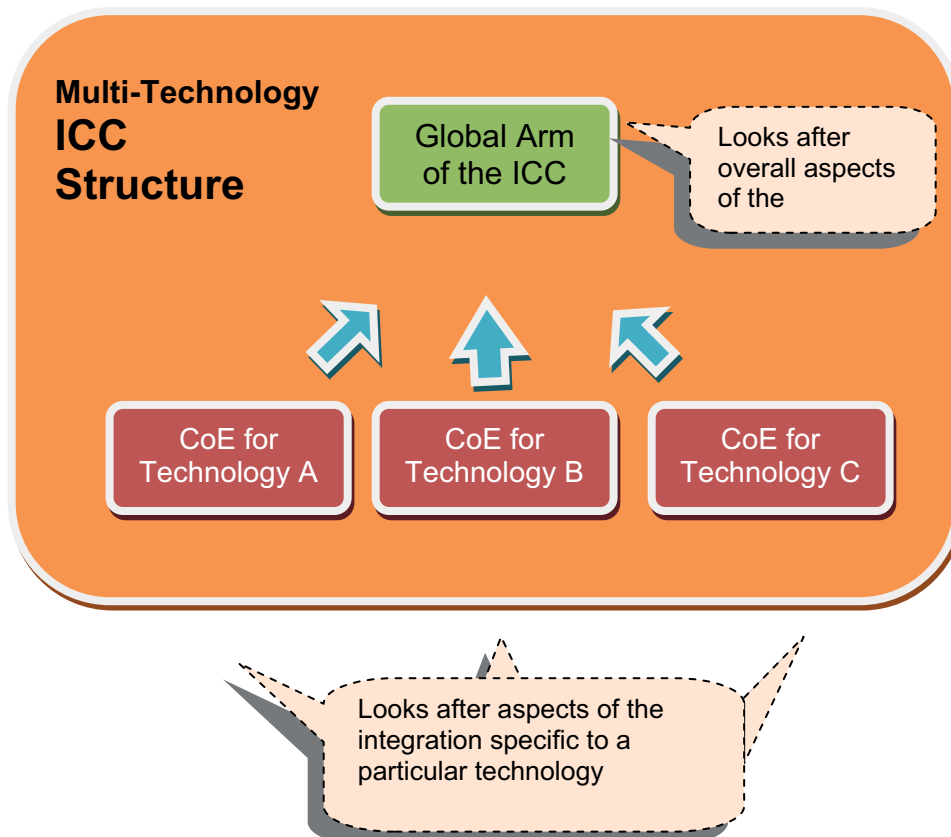 Multi-Technology
ICC
Structure
Global Arm
of the ICC
Looks after
overall aspects
of the
CoE for
Technology A
CoE for
Technology B
CoE for
Technology C
Looks after aspects of the
integration specific to a
particular technology